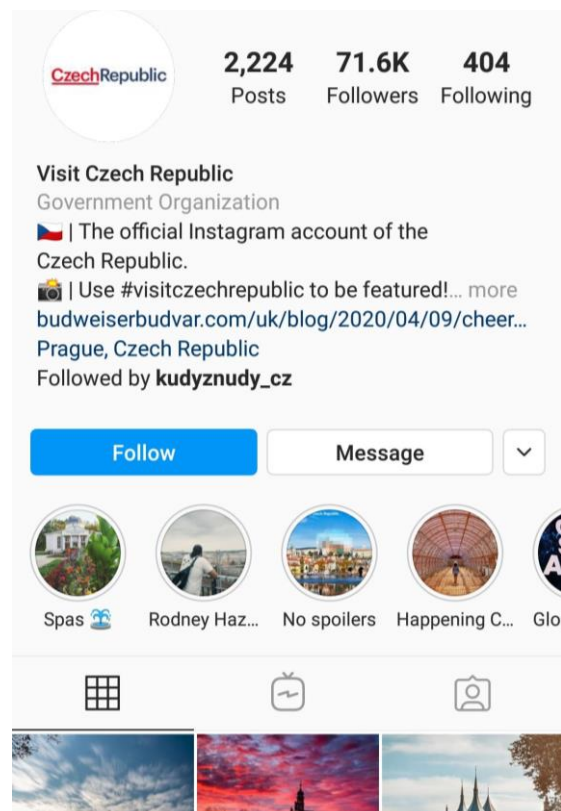 CzechRepublic
2,224 71.6K 404
Posts Followers Following
Visit Czech Republic
Government Organization
🇨🇿 | The official Instagram account of the
Czech Republic.
📸 | Use #visitczechrepublic to be featured!... more
budweiserbudvar.com/uk/blog/2020/04/09/cheer...
Prague, Czech Republic
Followed by kudyznudy_cz
Follow Message
Spas ⛲ Rodney Haz... No spoilers Happening C... Glo